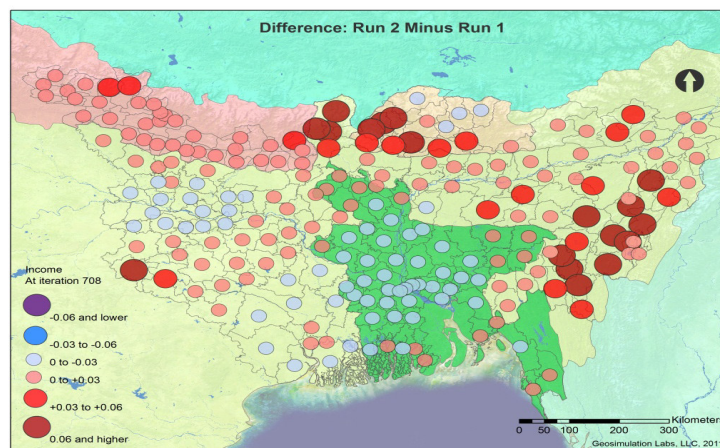 Difference: Run 2 Minus Run 1
Income
At iteration 708
-0.06 and lower
-0.03 to -0.06
0 to -0.03
0 to +0.03
+0.03 to +0.06
0.06 and higher
Kilometer
0 50 100 200 300
Geosimulation Labs, LLC, 201